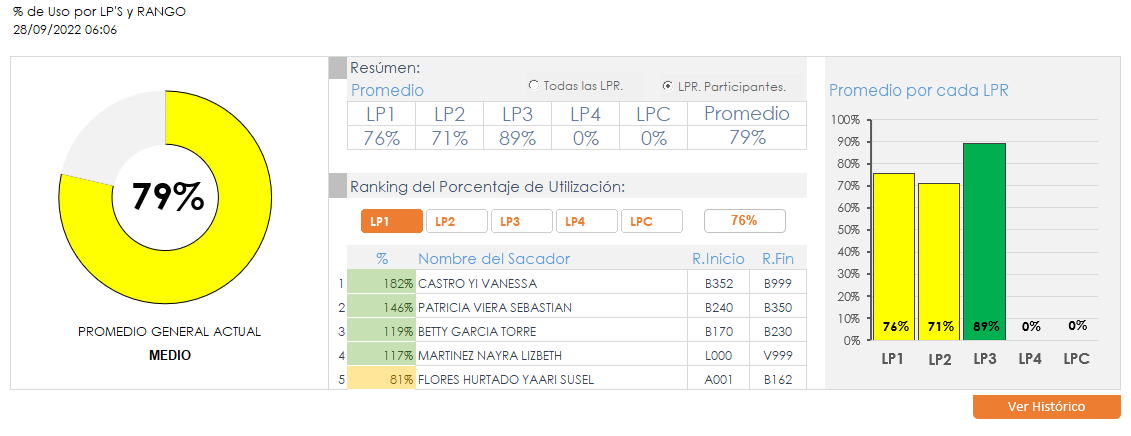 % de Uso por LP'S y RANGO
28/09/2022 06:06
79%
PROMEDIO GENERAL ACTUAL
MEDIO
Resúmen:
Promedio
Todas las LPR.
LPR. Participantes.
LP1 LP2 LP3 LP4 LPC Promedio
76% 71% 89% 0% 0% 79%
Ranking del Porcentaje de Utilización:
LP1 LP2 LP3 LP4 LPC 76%
% Nombre del Sacador R.Inicio R.Fin
1 182% CASTRO YI VANESSA B352 B999
2 146% PATRICIA VIERA SEBASTIAN B240 B350
3 119% BETTY GARCIA TORRE B170 B230
4 117% MARTINEZ NAYRA LIZBETH L000 V999
5 81% FLORES HURTADO YAARI SUSEL A001 B162
Promedio por cada LPR
100%
90%
80%
70%
60%
50%
40%
30%
20%
10%
0%
76% 71% 89% 0% 0%
LP1 LP2 LP3 LP4 LPC
Ver Histórico